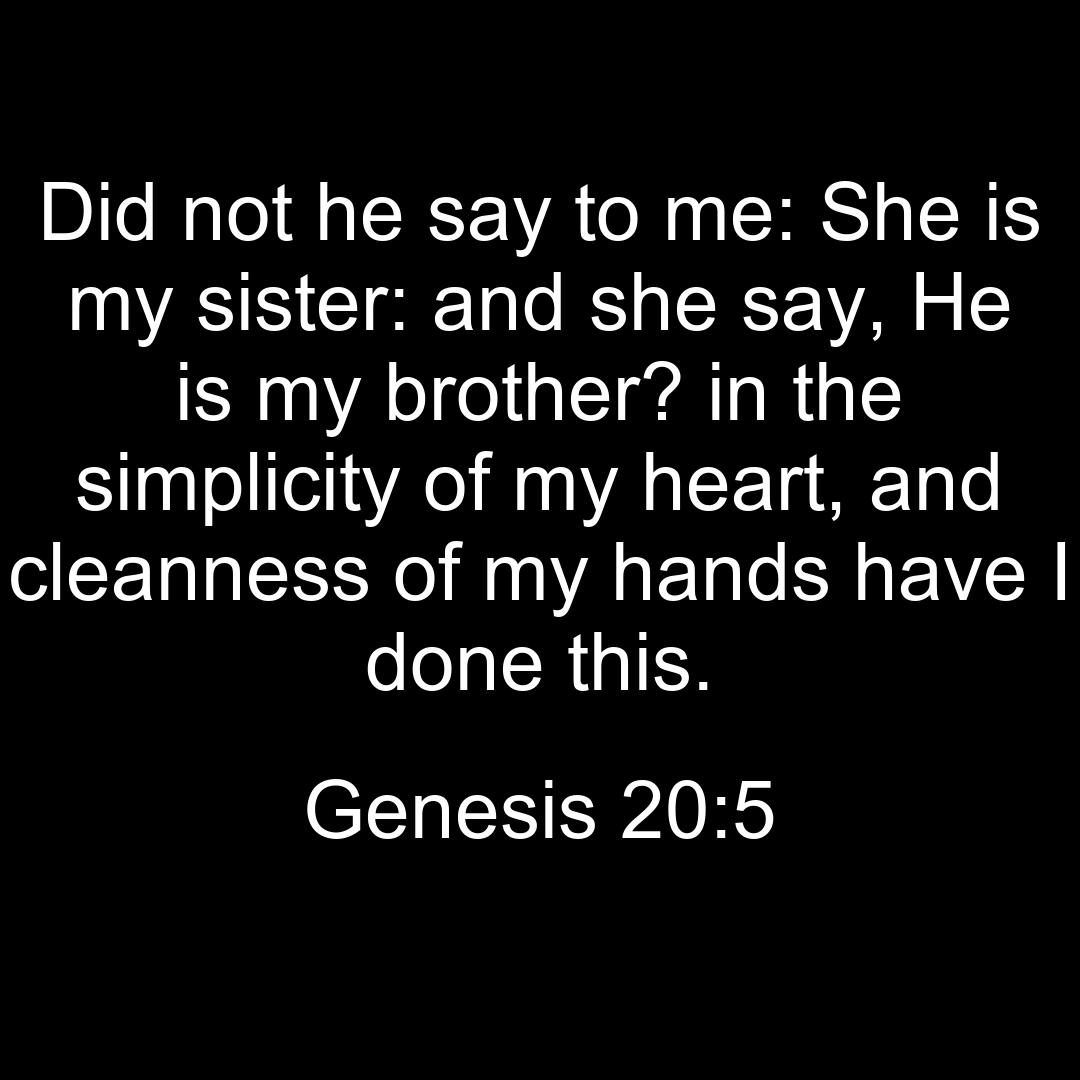 Did not he say to me: She is
my sister: and she say, He
is my brother? in the
simplicity of my heart, and
cleanness of my hands have I
done this.
Genesis 20:5